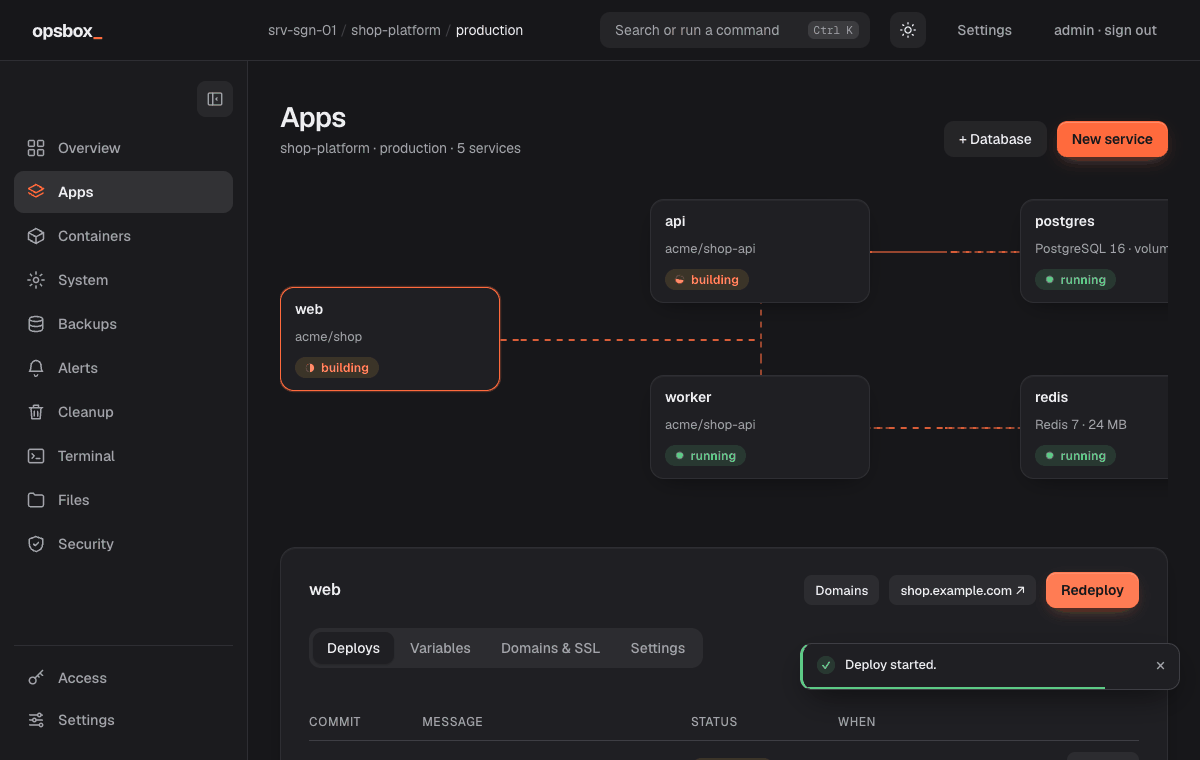 opsbox_
srv-sgn-01 / shop-platform / production
Search or run a command Ctrl K
Settings
admin · sign out
Overview
Apps
Containers
System
Backups
Alerts
Cleanup
Terminal
Files
Security
Access
Settings
Apps
shop-platform · production · 5 services
+ Database
New service
web
acme/shop
building
api
acme/shop-api
building
worker
acme/shop-api
running
postgres
PostgreSQL 16 · volum
running
redis
Redis 7 · 24 MB
running
web
Domains
shop.example.com ↗
Redeploy
Deploys Variables Domains & SSL Settings
Deploy started. ×
COMMIT MESSAGE STATUS WHEN